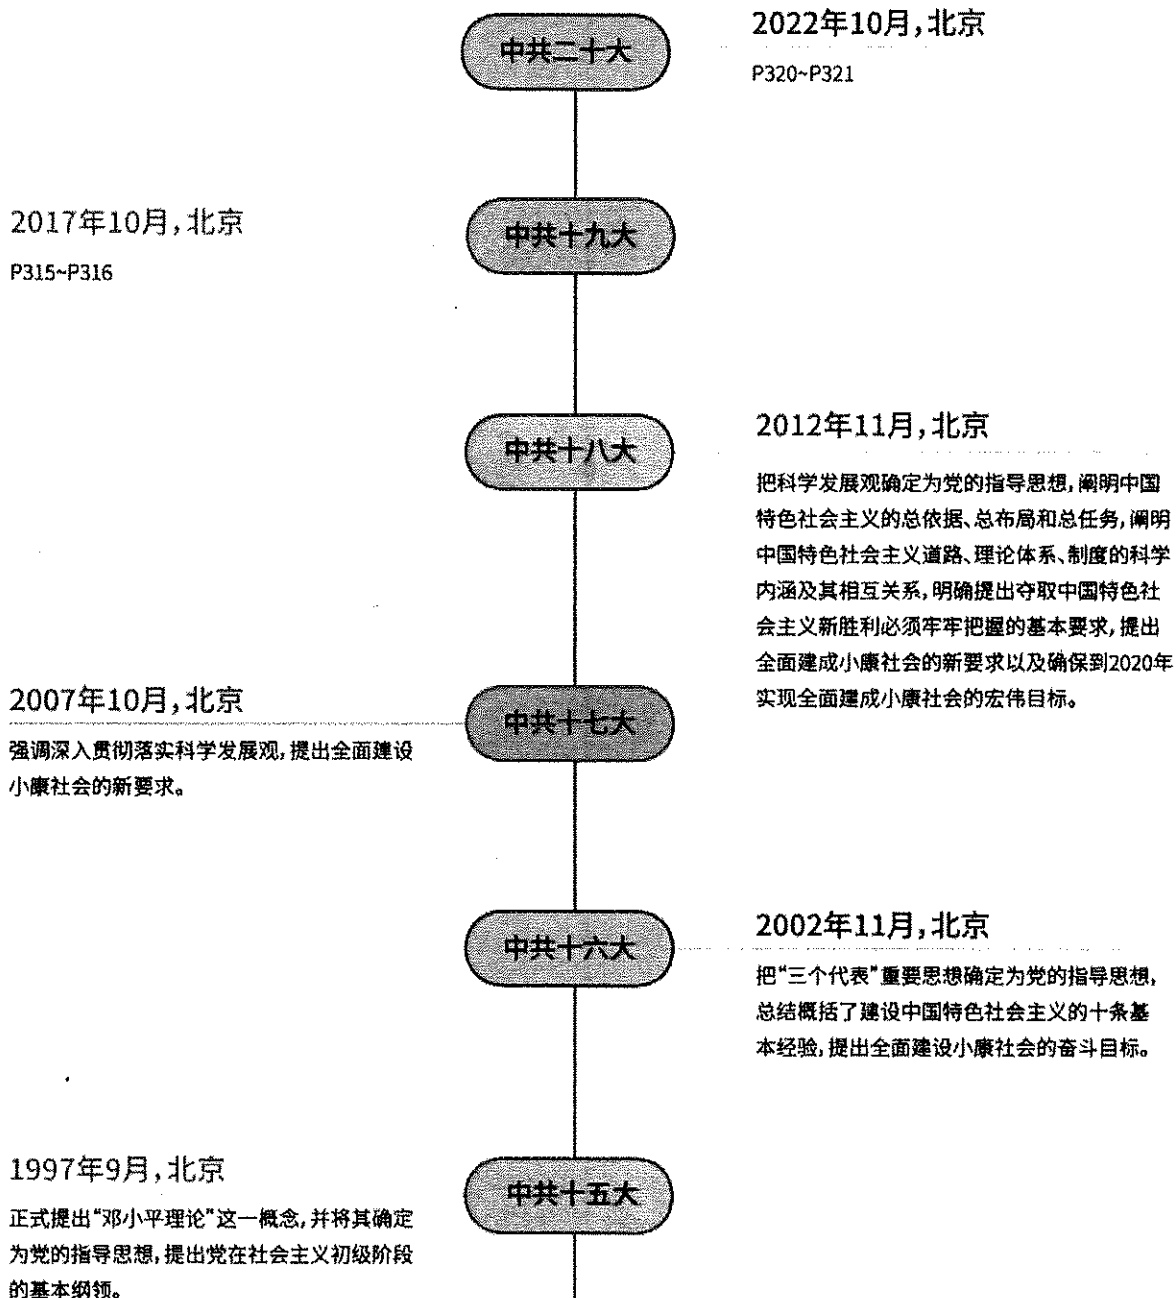 中共二十大
2022年10月,北京
P320~P321
2017年10月,北京
P315~P316
中共十九大
中共十八大
2012年11月,北京
把科学发展观确定为党的指导思想,阐明中国
特色社会主义的总依据、总布局和总任务,阐明
中国特色社会主义道路、理论体系、制度的科学
内涵及其相互关系,明确提出夺取中国特色社
会主义新胜利必须牢牢把握的基本要求,提出
全面建成小康社会的新要求以及确保到2020年
实现全面建成小康社会的宏伟目标。
2007年10月,北京
强调深入贯彻落实科学发展观,提出全面建设
小康社会的新要求。
中共十七大
中共十六大
2002年11月,北京
把“三个代表”重要思想确定为党的指导思想,
总结概括了建设中国特色社会主义的十条基
本经验,提出全面建设小康社会的奋斗目标。
1997年9月,北京
正式提出“邓小平理论”这一概念,并将其确定
为党的指导思想,提出党在社会主义初级阶段
的基本纲领。
中共十五大